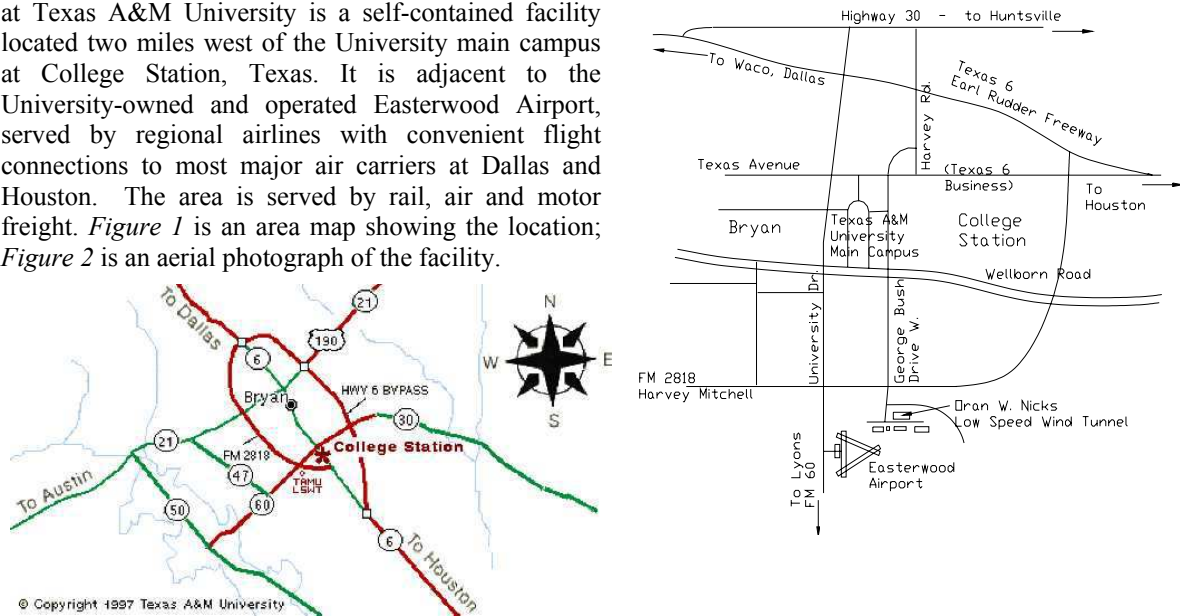 at Texas A&M University is a self-contained facility
located two miles west of the University main campus
at College Station, Texas. It is adjacent to the
University-owned and operated Easterwood Airport,
served by regional airlines with convenient flight
connections to most major air carriers at Dallas and
Houston. The area is served by rail, air and motor
freight. Figure 1 is an area map showing the location;
Figure 2 is an aerial photograph of the facility.
To Dallas
21
190
6
Bryan
HWY 6 BYPASS
30
21
FM 2818
College Station
47
TAMU
LSWT
To Austin
50
60
6
To Houston
N
W
E
S
© Copyright 1997 Texas A&M University
Highway 30 - to Huntsville
To Waco, Dallas
Texas 6
Earl Rudder Freeway
Harvey Rd.
Texas Avenue
(Texas 6
Business)
To
Houston
Bryan
Texas A&M
University
Main Campus
College
Station
Wellborn Road
University Dr.
George Bush
Drive W.
FM 2818
Harvey Mitchell
Oran W. Nicks
Low Speed Wind Tunnel
To Lyons
FM 60
Easterwood
Airport